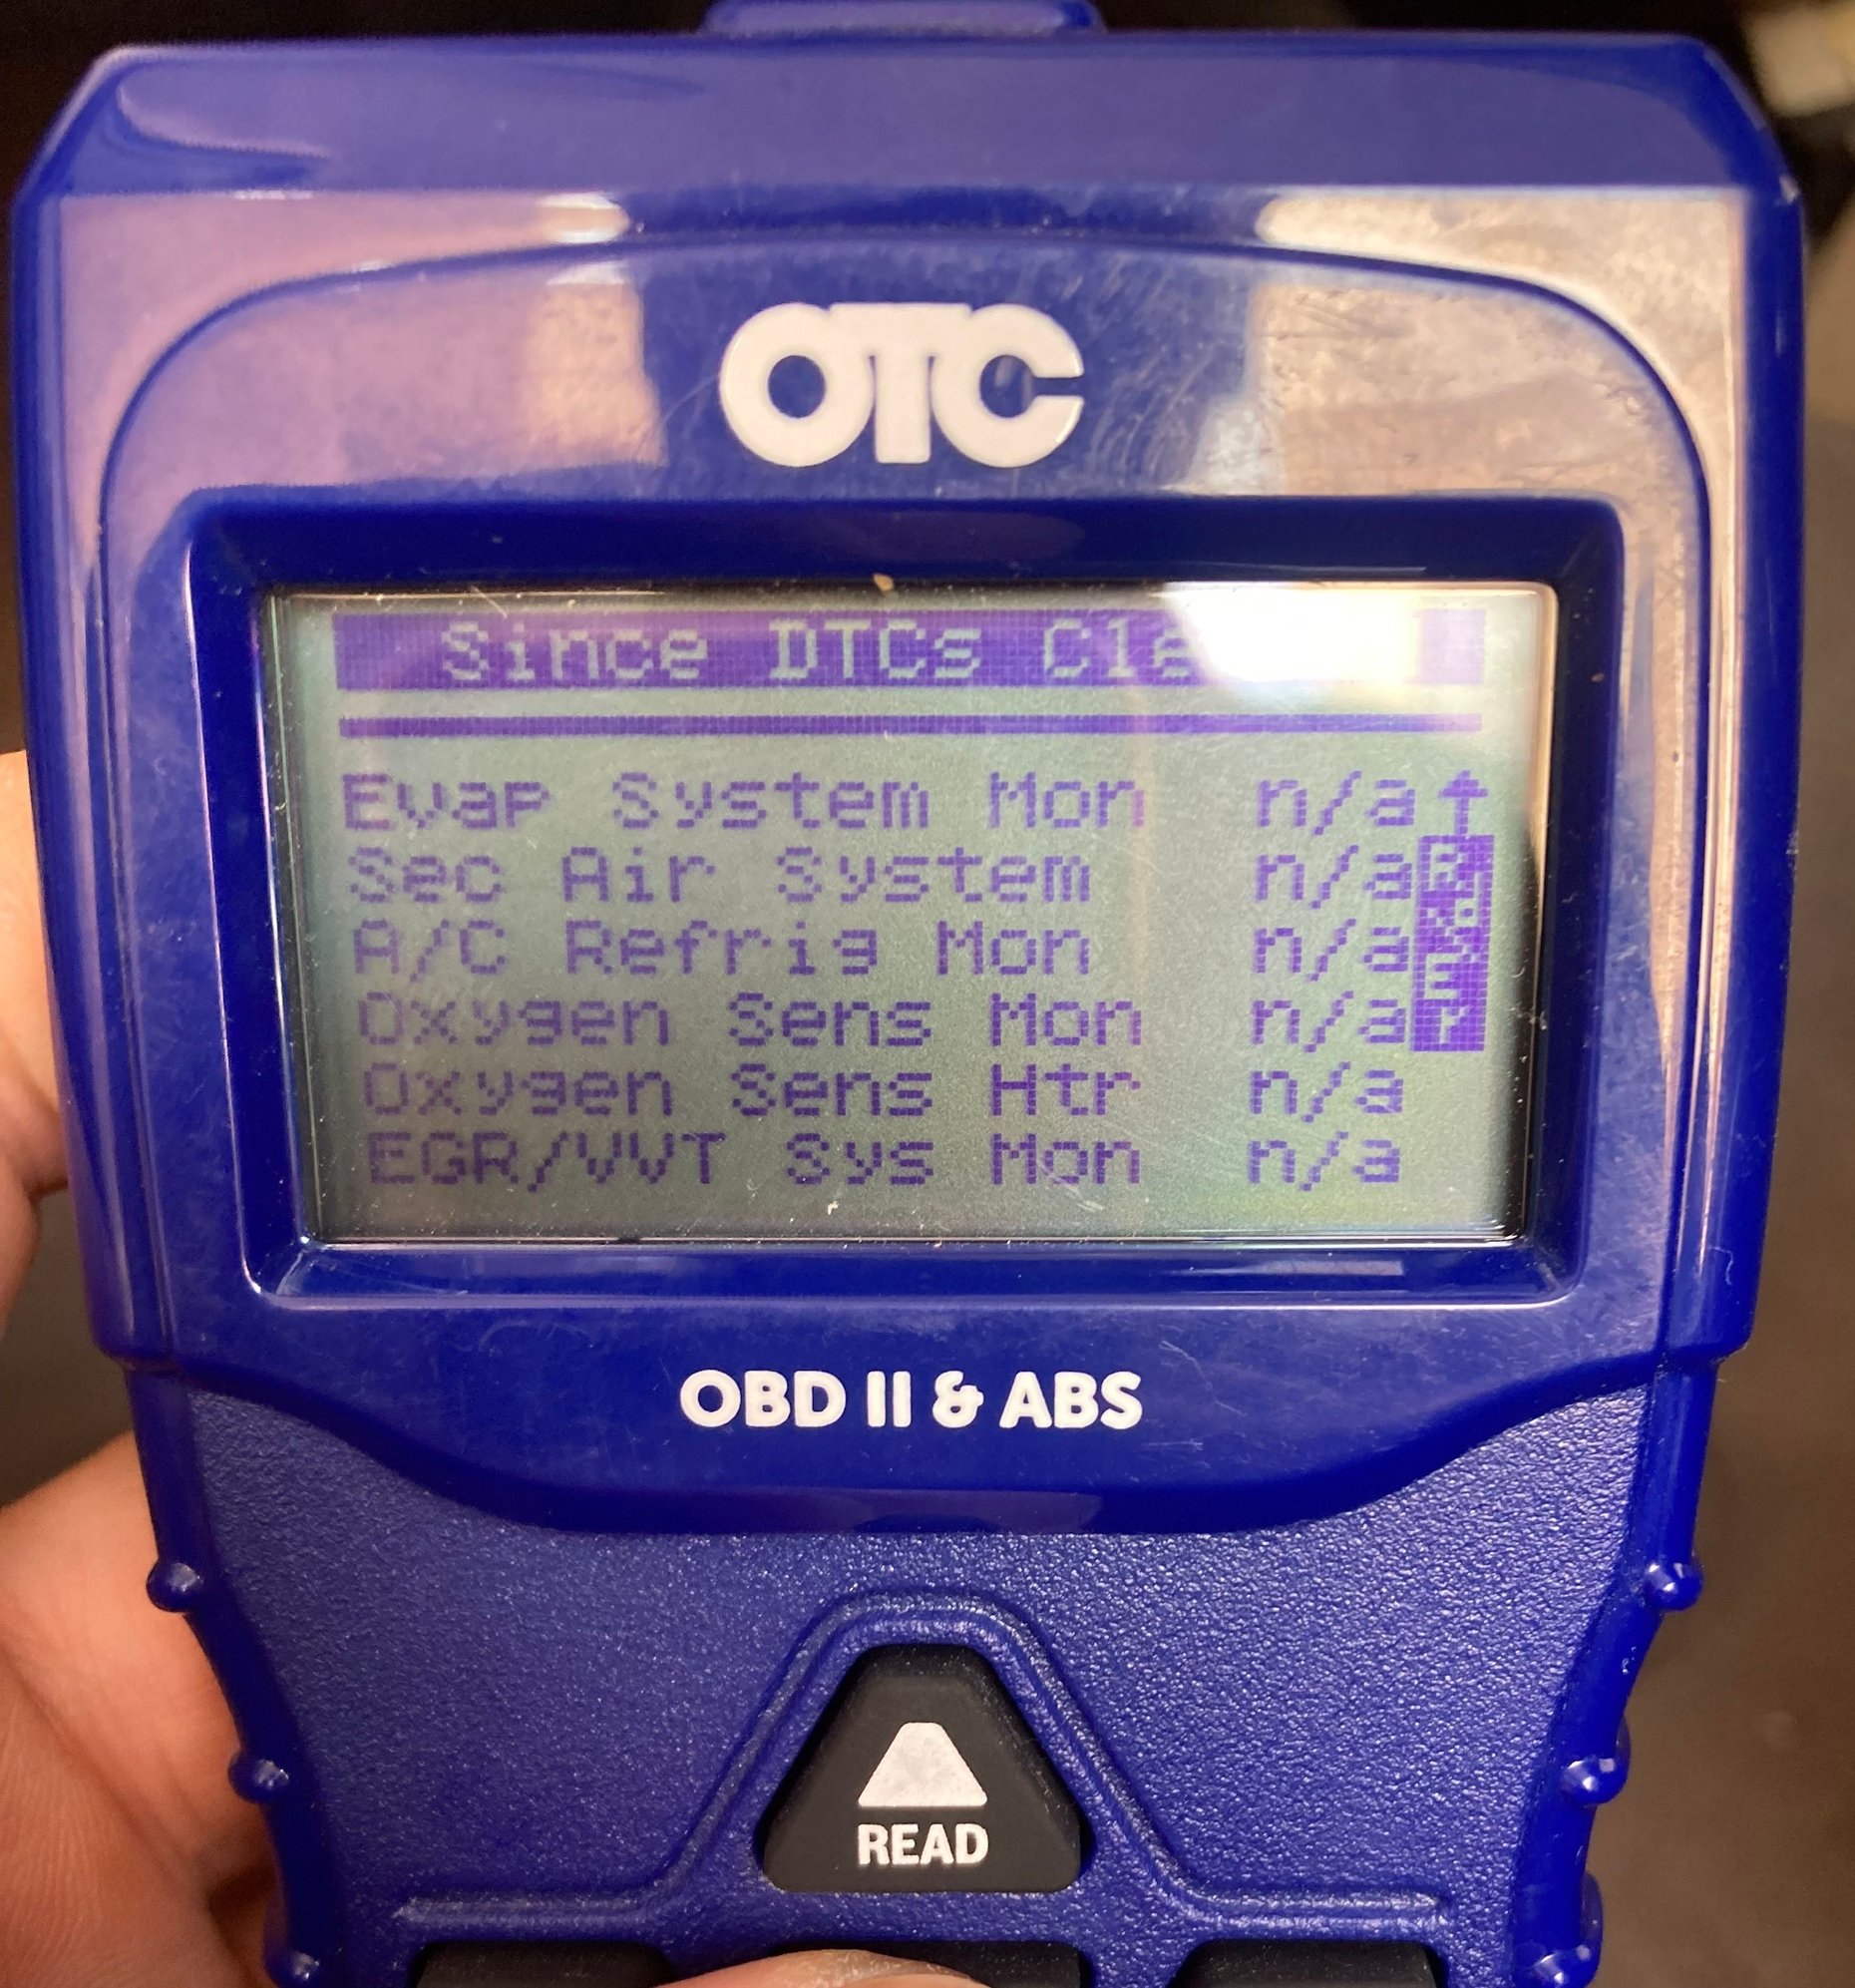 OTC
Since DTCs
Evap System Mon n/a
Sec Air System n/a
A/C Refrig Mon n/a
Oxygen Sens Mon n/a
Oxygen Sens Htr n/a
EGR/VVT Sys Mon n/a
OBD II & ABS
READ